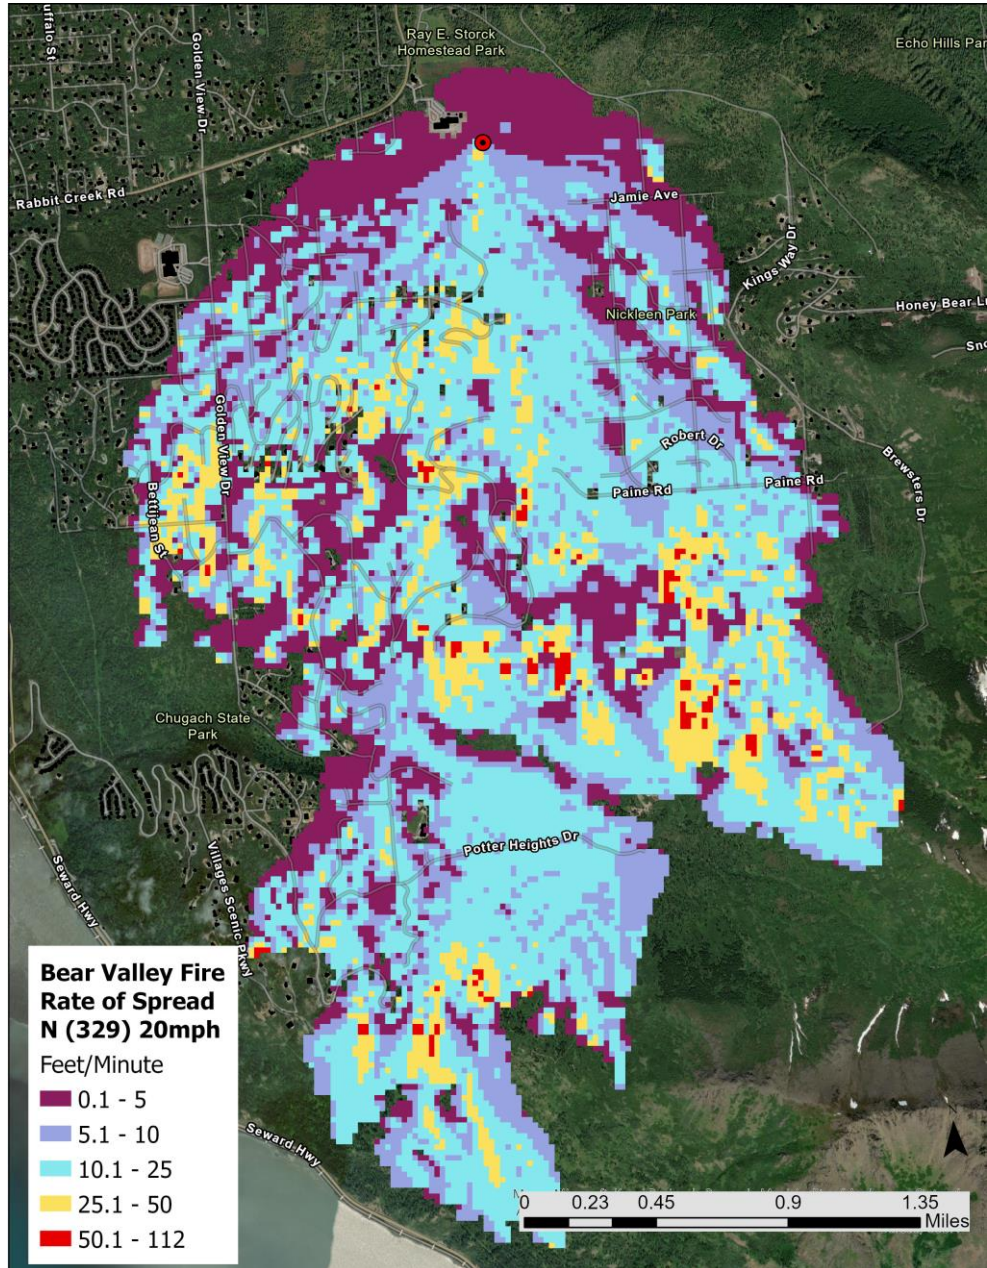 uffalo St
Golden View Dr
Ray E. Storck
Homestead Park
Echo Hills Par
Rabbit Creek Rd
Jamie Ave
Kings Way Dr
Honey Bear Ln
Nickleen Park
Sno
Golden View Dr
Robert Dr
Brewsters Dr
Paine Rd
Paine Rd
Bettijean St
Chugach State
Park
Potter Heights Dr
Villages Scenic Pkwy
Seward Hwy
Seward Hwy
Bear Valley Fire
Rate of Spread
N (329) 20mph
Feet/Minute
0.1 - 5
5.1 - 10
10.1 - 25
25.1 - 50
50.1 - 112
0 0.23 0.45 0.9 1.35
Miles